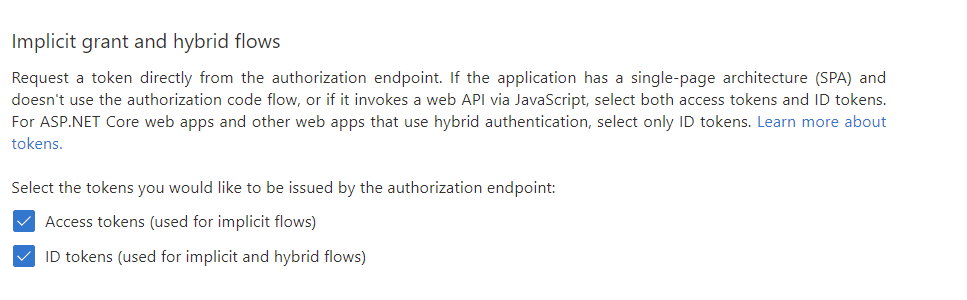 Implicit grant and hybrid flows
Request a token directly from the authorization endpoint. If the application has a single-page architecture (SPA) and
doesn't use the authorization code flow, or if it invokes a web API via JavaScript, select both access tokens and ID tokens.
For ASP.NET Core web apps and other web apps that use hybrid authentication, select only ID tokens. Learn more about
tokens.
Select the tokens you would like to be issued by the authorization endpoint:
Access tokens (used for implicit flows)
ID tokens (used for implicit and hybrid flows)